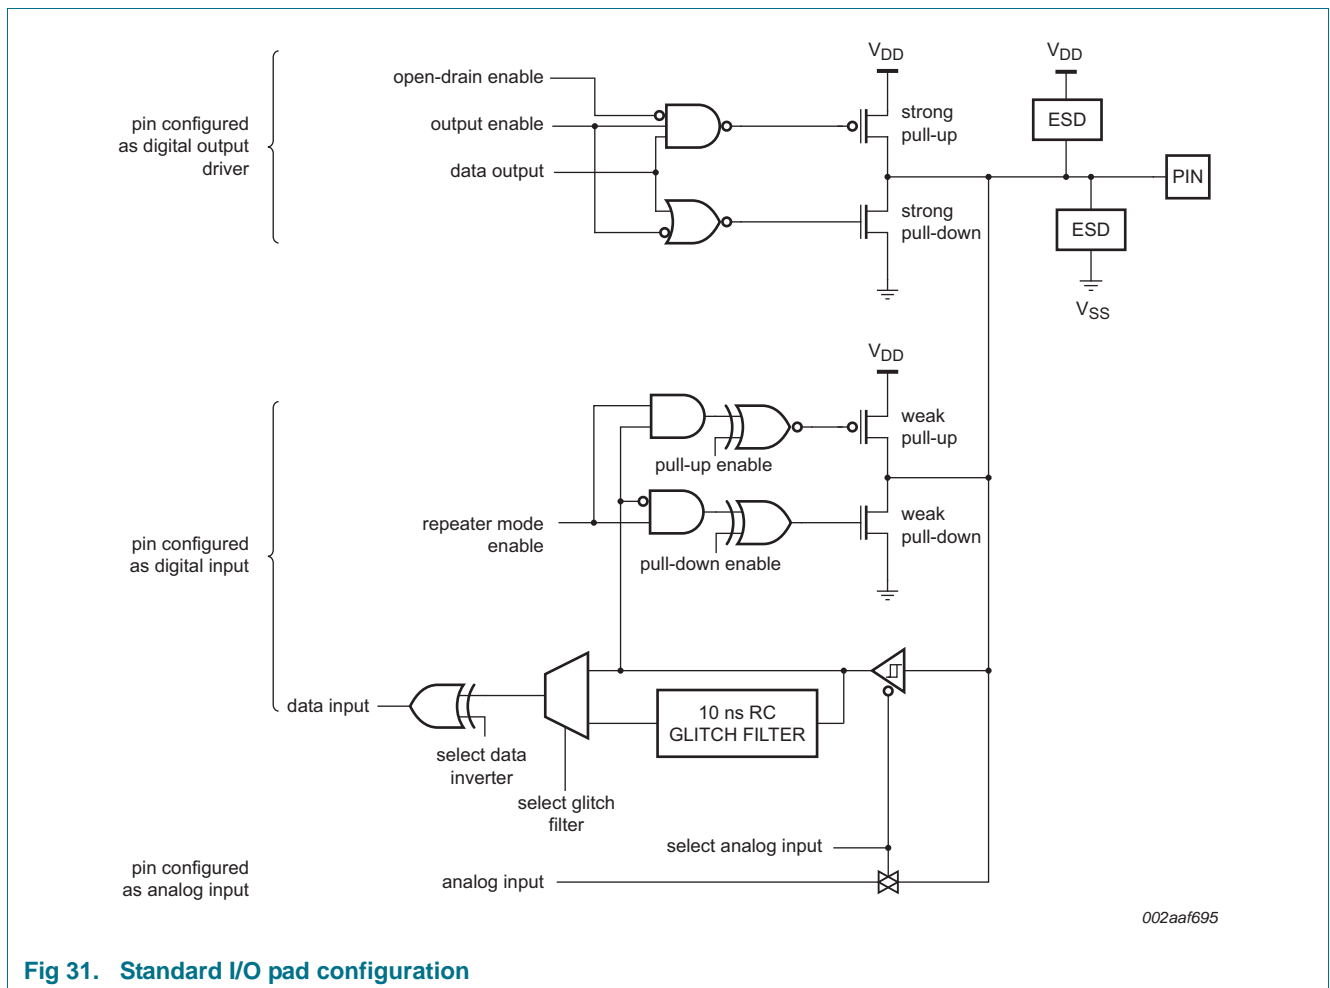 VDD
VDD
open-drain enable
strong
pull-up
ESD
pin configured
as digital output
driver
output enable
data output
PIN
strong
pull-down
ESD
VSS
VDD
weak
pull-up
pull-up enable
repeater mode
enable
weak
pull-down
pull-down enable
pin configured
as digital input
data input
10 ns RC
GLITCH FILTER
select data
inverter
select glitch
filter
select analog input
pin configured
as analog input
analog input
002aaf695
Fig 31. Standard I/O pad configuration